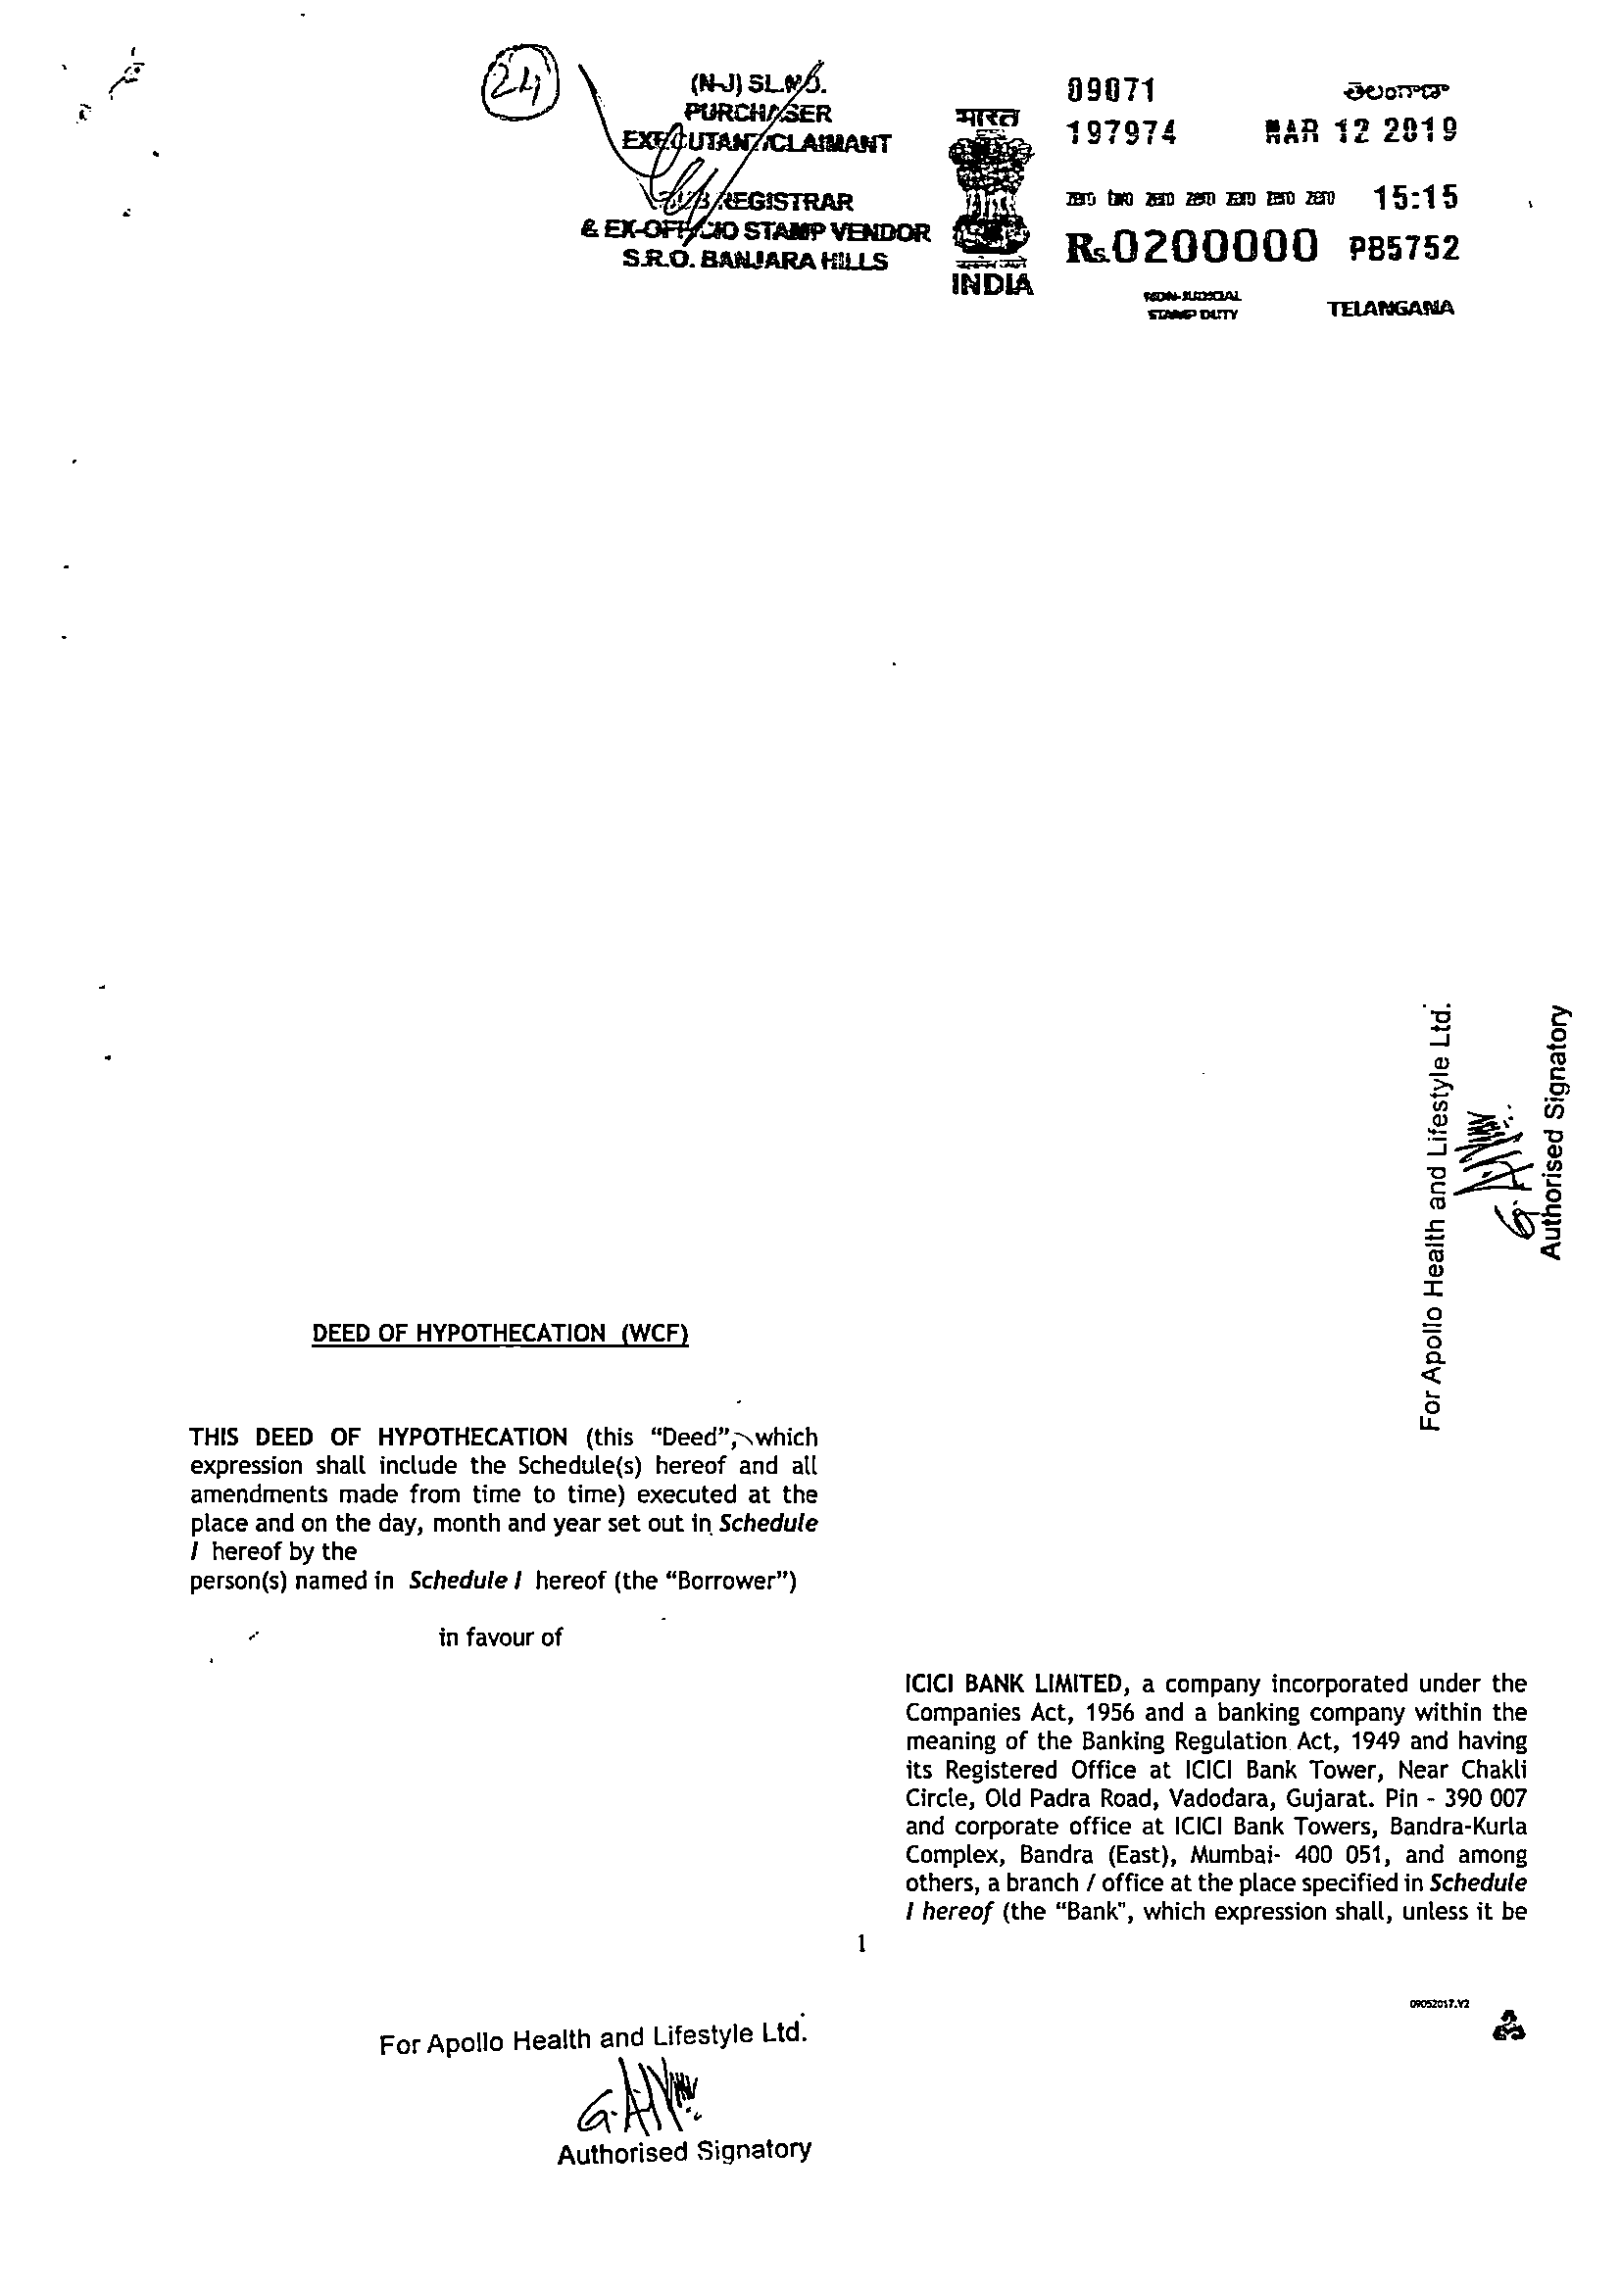 24
(N-J) SL.NO.
PURCHASER
EXECUTANT/CLAIMANT
SUB REGISTRAR
& EX-OFFICIO STAMP VENDOR
S.R.O. BANJARA HILLS
भारत
INDIA
09071
తెలంగాణ
197974 MAR 12 2019
15:15
Rs.0200000 PB5752
NON-JUDICIAL
STAMP DUTY
TELANGANA
For Apollo Health and Lifestyle Ltd.
Authorised Signatory
DEED OF HYPOTHECATION (WCF)
THIS DEED OF HYPOTHECATION (this “Deed”, which
expression shall include the Schedule(s) hereof and all
amendments made from time to time) executed at the
place and on the day, month and year set out in Schedule
I hereof by the
person(s) named in Schedule I hereof (the “Borrower”)
in favour of
ICICI BANK LIMITED, a company incorporated under the
Companies Act, 1956 and a banking company within the
meaning of the Banking Regulation Act, 1949 and having
its Registered Office at ICICI Bank Tower, Near Chakli
Circle, Old Padra Road, Vadodara, Gujarat. Pin - 390 007
and corporate office at ICICI Bank Towers, Bandra-Kurla
Complex, Bandra (East), Mumbai- 400 051, and among
others, a branch / office at the place specified in Schedule
I hereof (the “Bank”, which expression shall, unless it be
1
09052017.V2
For Apollo Health and Lifestyle Ltd.
Authorised Signatory